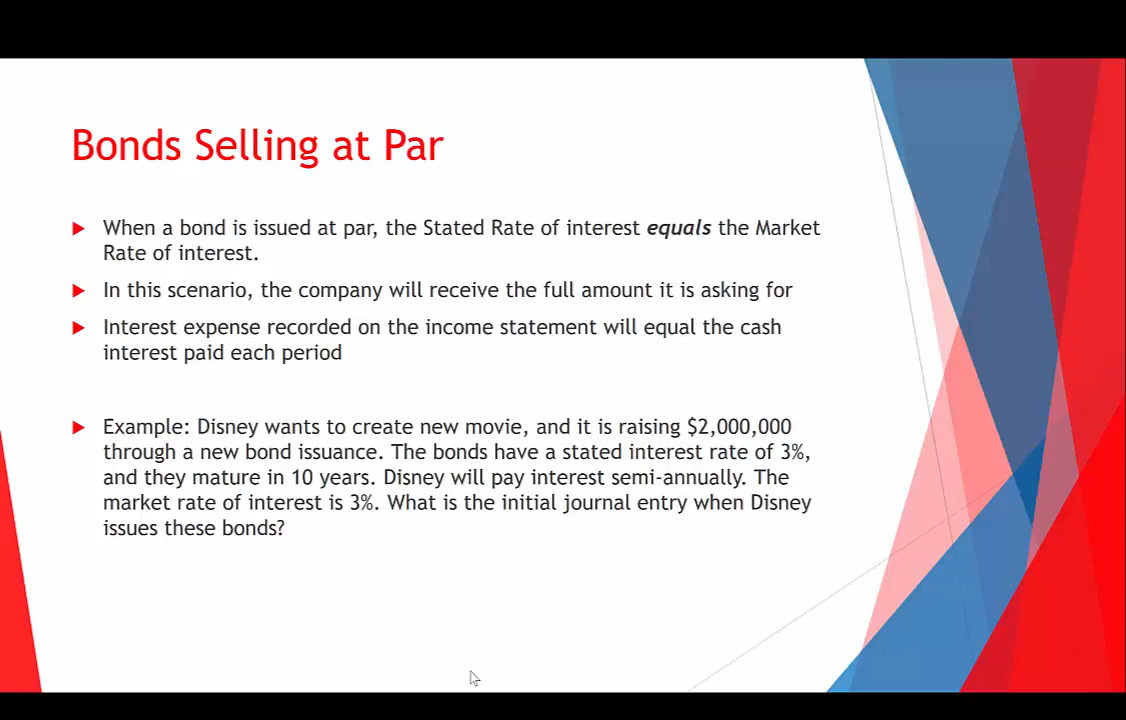 Bonds Selling at Par
When a bond is issued at par, the Stated Rate of interest equals the Market
Rate of interest.
In this scenario, the company will receive the full amount it is asking for
Interest expense recorded on the income statement will equal the cash
interest paid each period
Example: Disney wants to create new movie, and it is raising $2,000,000
through a new bond issuance. The bonds have a stated interest rate of 3%,
and they mature in 10 years. Disney will pay interest semi-annually. The
market rate of interest is 3%. What is the initial journal entry when Disney
issues these bonds?